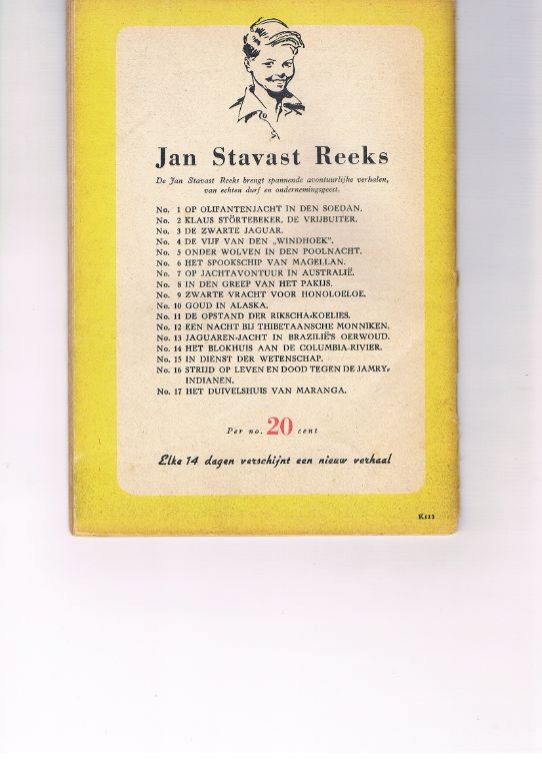 Jan Stavast Reeks
De Jan Stavast Reeks brengt spannende avontuurlijke verhalen,
van echten durf en ondernemingsgeest.
No. 1 OP OLIFANTENJACHT IN DEN SOEDAN.
No. 2 KLAUS STÖRTEBEKER, DE VRIJBUITER.
No. 3 DE ZWARTE JAGUAR.
No. 4 DE VIJF VAN DEN „WINDHOEK”.
No. 5 ONDER WOLVEN IN DEN POOLNACHT.
No. 6 HET SPOOKSCHIP VAN MAGELLAN.
No. 7 OP JACHTAVONTUUR IN AUSTRALIË.
No. 8 IN DEN GREEP VAN HET PAKIJS.
No. 9 ZWARTE VRACHT VOOR HONOLOELOE.
No. 10 GOUD IN ALASKA.
No. 11 DE OPSTAND DER RIKSCHA-KOELIES.
No. 12 EEN NACHT BIJ THIBETAANSCHE MONNIKEN.
No. 13 JAGUAREN-JACHT IN BRAZILIË'S OERWOUD.
No. 14 HET BLOKHUIS AAN DE COLUMBIA-RIVIER.
No. 15 IN DIENST DER WETENSCHAP.
No. 16 STRIJD OP LEVEN EN DOOD TEGEN DE JAMRY-
INDIANEN.
No. 17 HET DUIVELSHUIS VAN MARANGA.
Per no. 20 cent
Elke 14 dagen verschijnt een nieuw verhaal